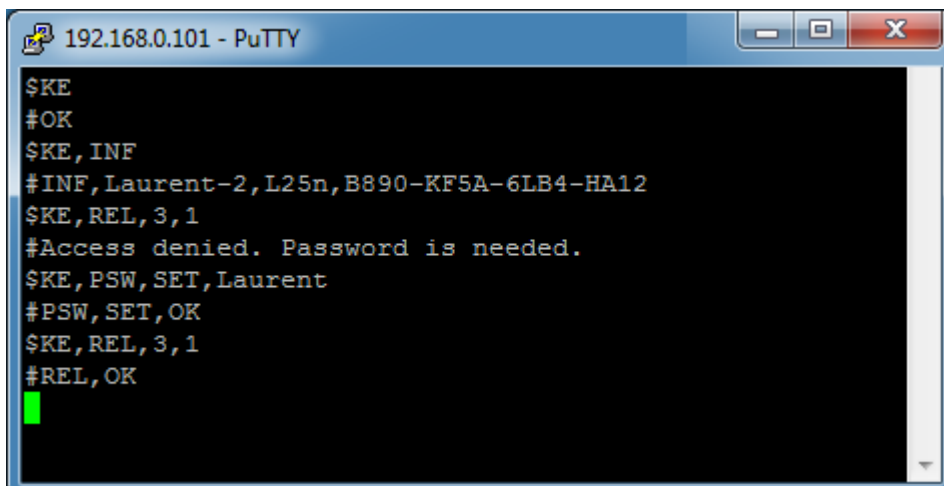 192.168.0.101 - PuTTY
$KE
#OK
$KE,INF
#INF,Laurent-2,L25n,B890-KF5A-6LB4-HA12
$KE,REL,3,1
#Access denied. Password is needed.
$KE,PSW,SET,Laurent
#PSW,SET,OK
$KE,REL,3,1
#REL,OK